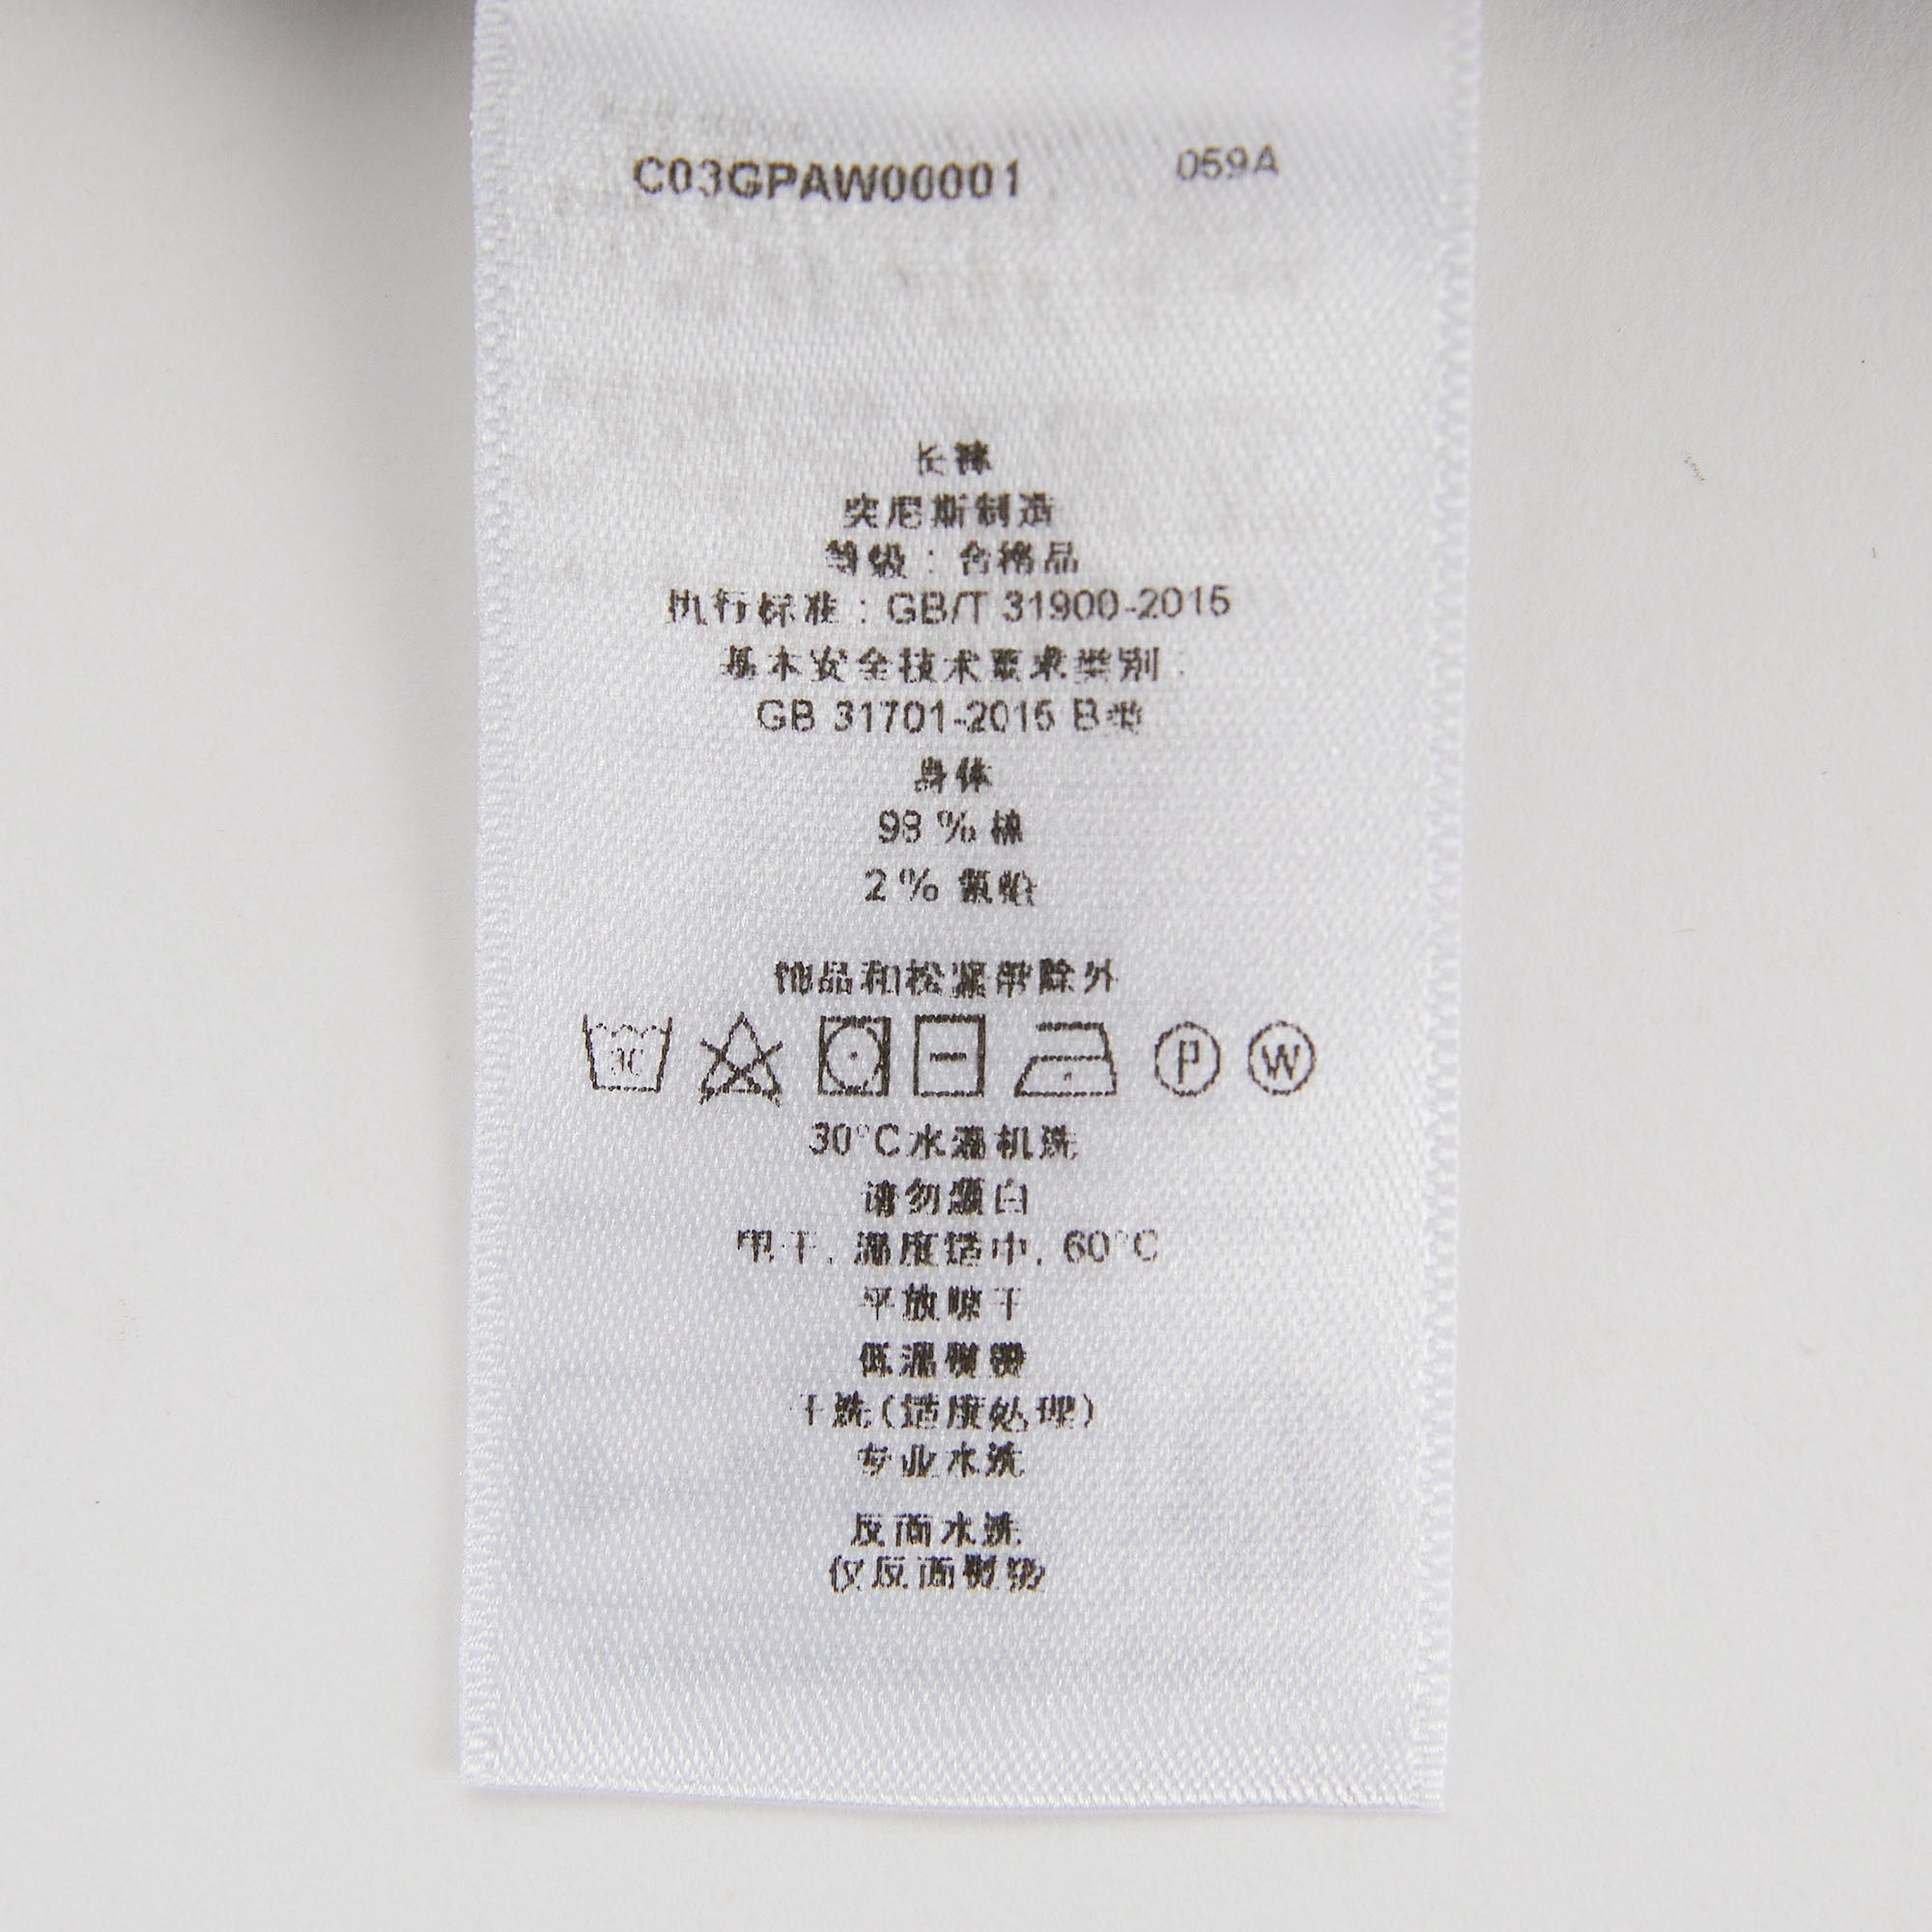 C03GPAW00001 059A
长裤
突尼斯制造
等级：合格品
执行标准：GB/T 31900-2015
基本安全技术要求类别：
GB 31701-2015 B类
身体
98 % 棉
2 % 氨纶
饰品和松紧带除外
30
P W
30°C水温机洗
请勿漂白
甩干, 温度适中, 60°C
平放晾干
低温熨烫
干洗(适度处理)
专业水洗
反面水洗
仅反面熨烫